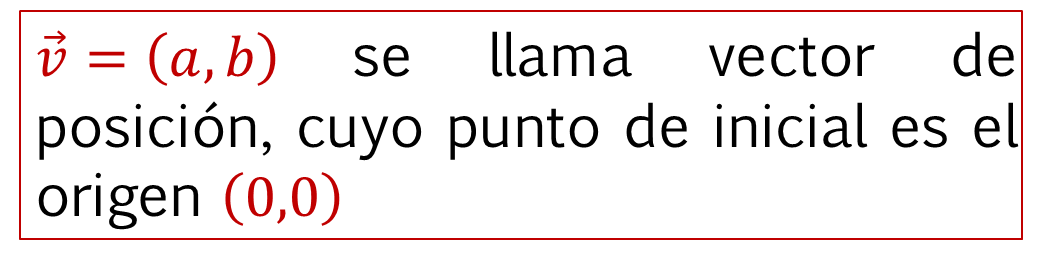 v⃗ = (a, b) se llama vector de
posición, cuyo punto de inicial es el
origen (0,0)